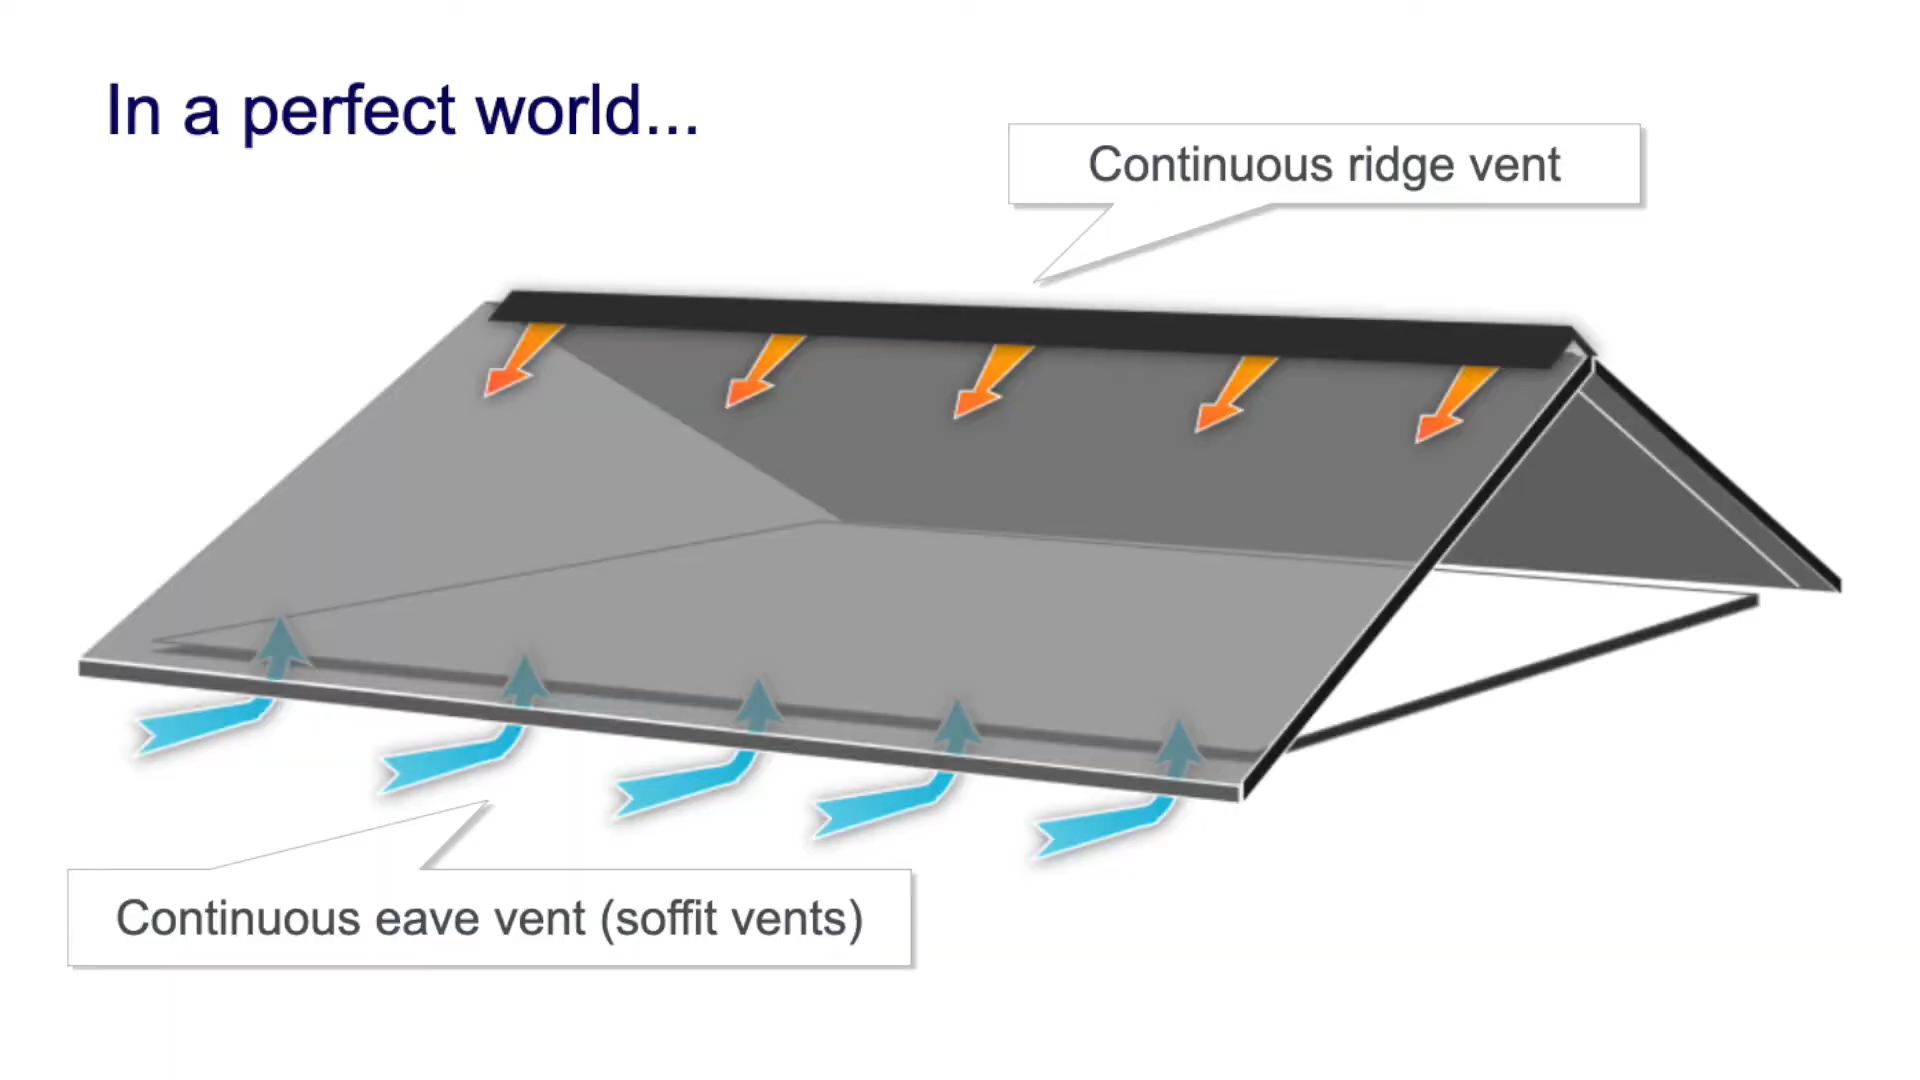 In a perfect world...
Continuous ridge vent
Continuous eave vent (soffit vents)